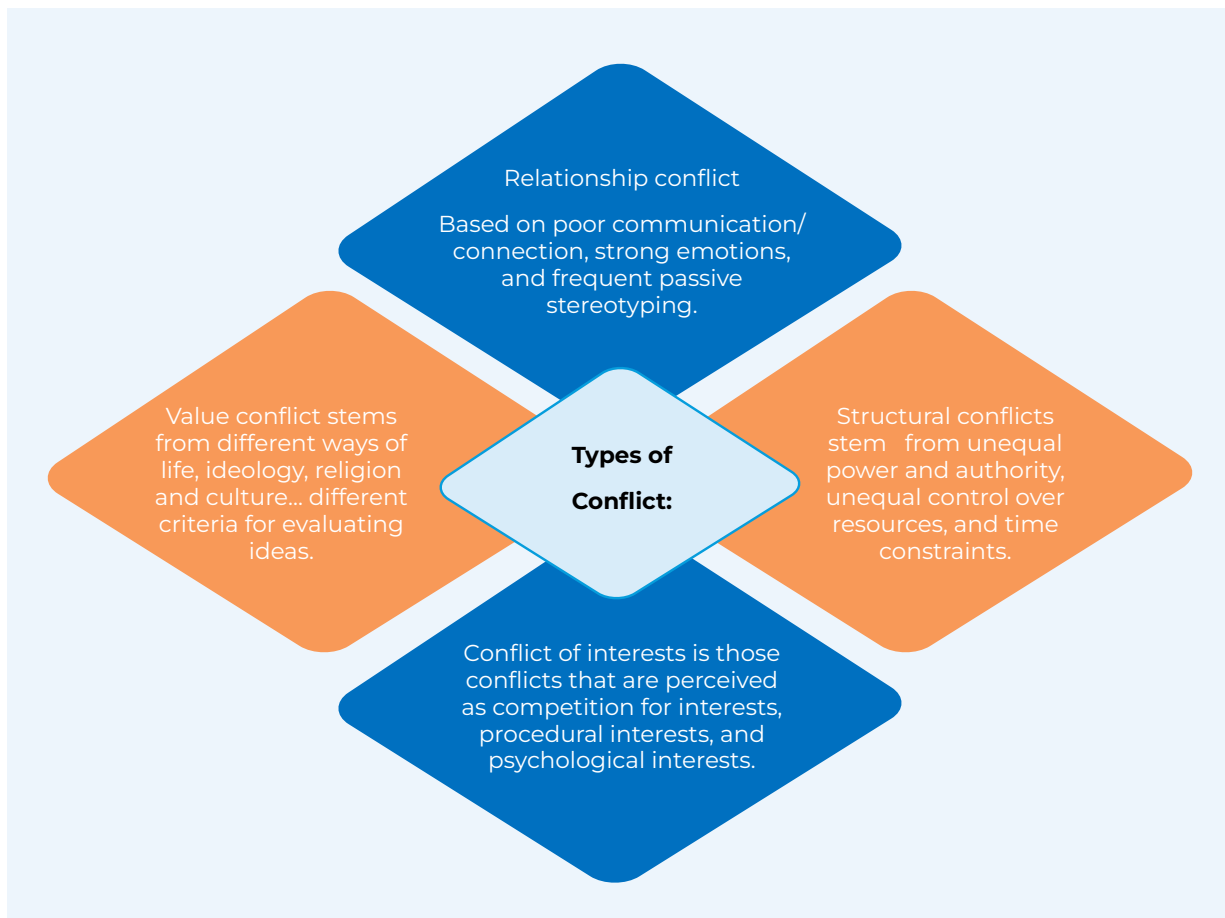 Relationship conflict
Based on poor communication/
connection, strong emotions,
and frequent passive
stereotyping.
Value conflict stems
from different ways of
life, ideology, religion
and culture... different
criteria for evaluating
ideas.
Types of
Conflict:
Structural conflicts
stem   from unequal
power and authority,
unequal control over
resources, and time
constraints.
Conflict of interests is those
conflicts that are perceived
as competition for interests,
procedural interests, and
psychological interests.